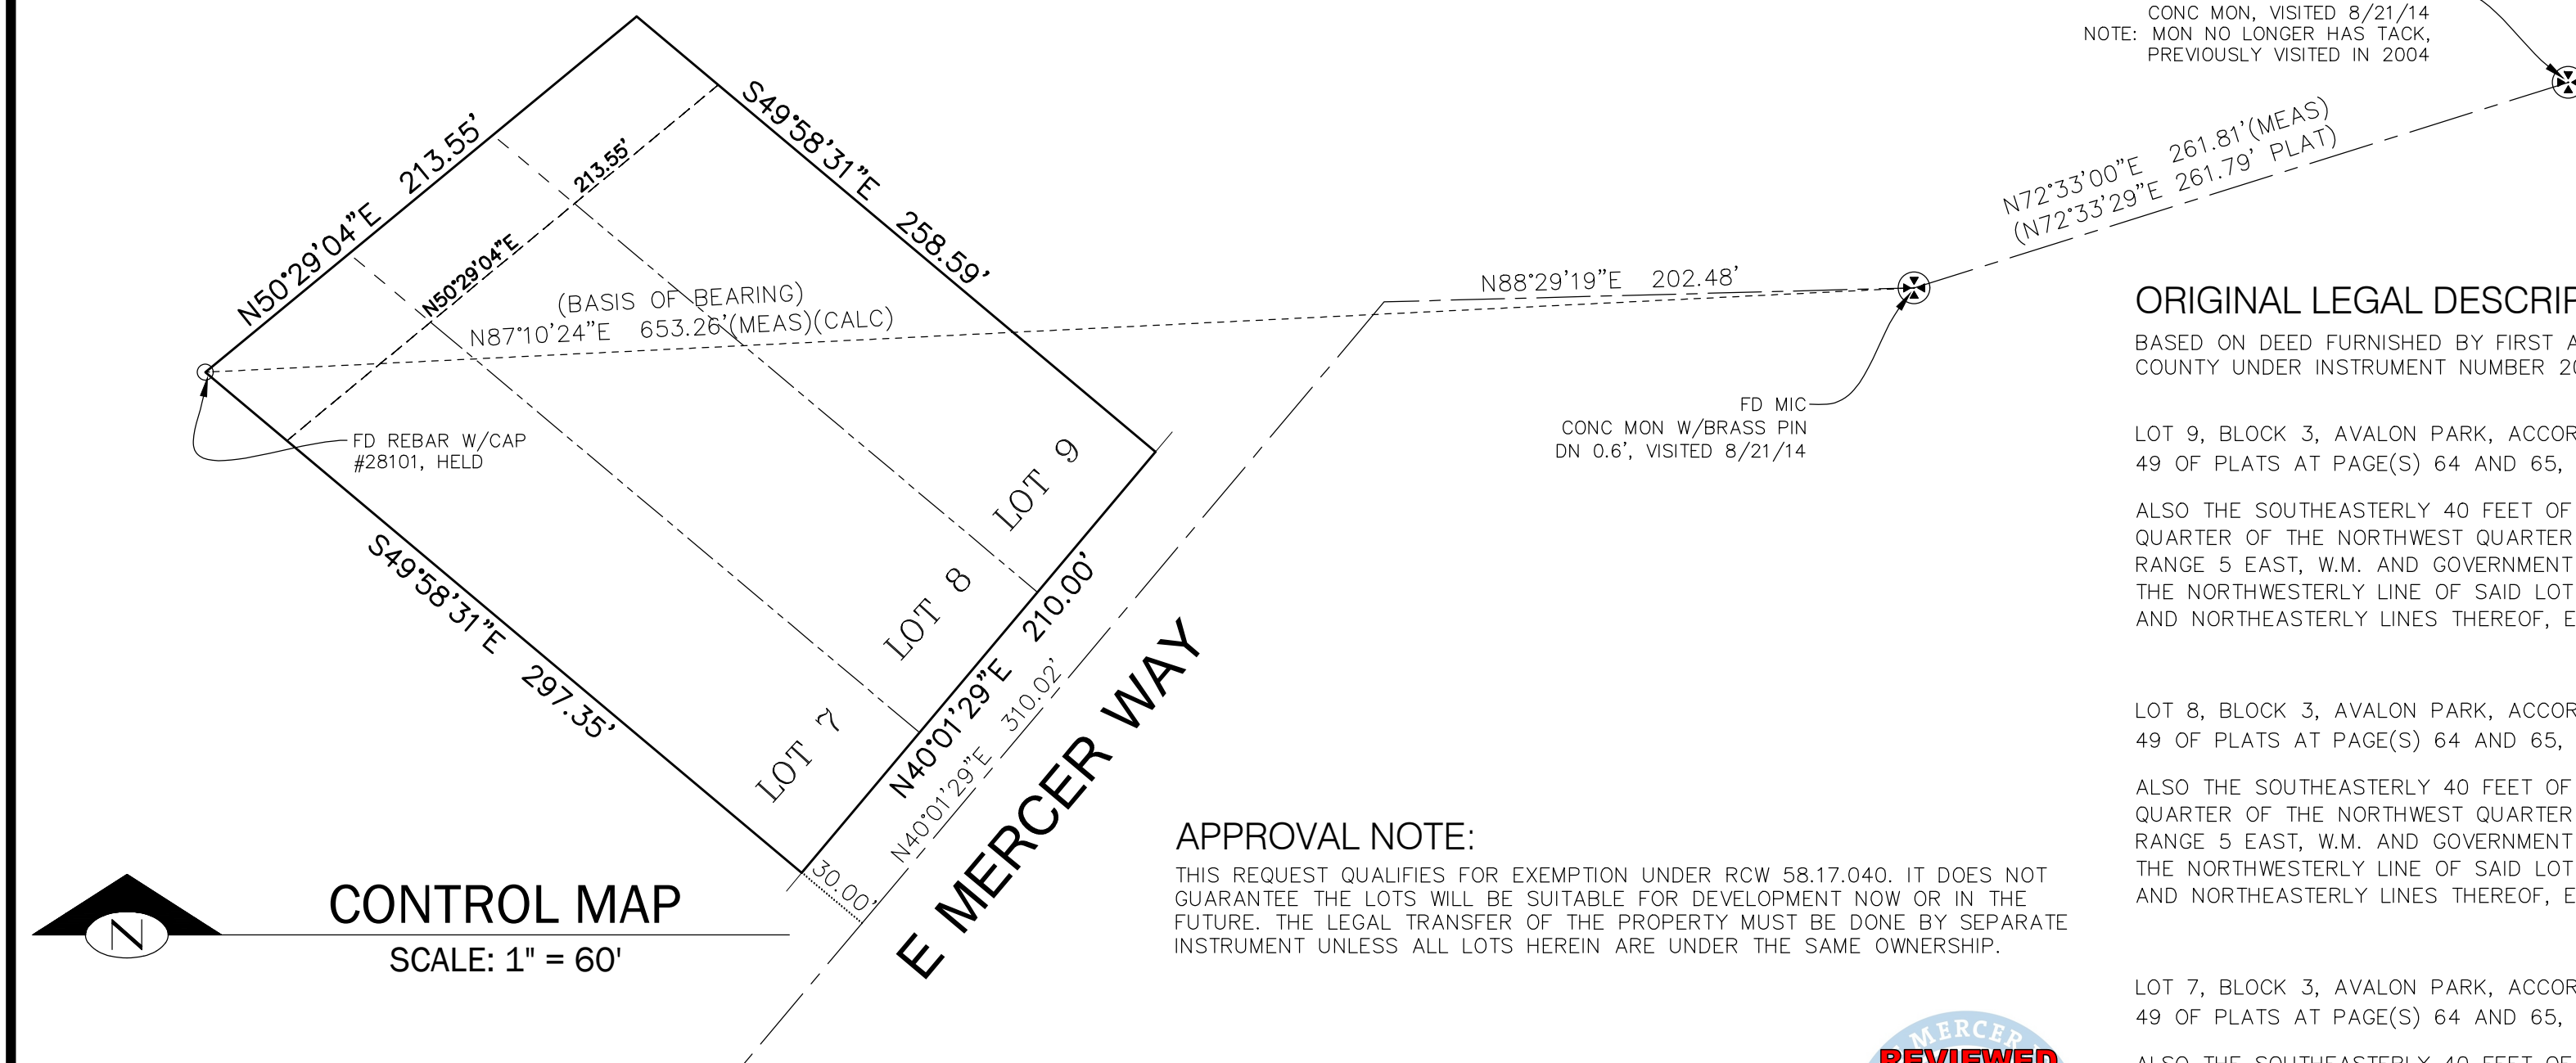 CONC MON, VISITED 8/21/14
NOTE: MON NO LONGER HAS TACK,
PREVIOUSLY VISITED IN 2004
N72°33'00"E 261.81'(MEAS)
(N72°33'29"E 261.79' PLAT)
N50°29'04"E 213.55'
S49°58'31"E 258.59'
N50°29'04"E 213.55'
(BASIS OF BEARING)
N87°10'24"E 653.26'(MEAS)(CALC)
N88°29'19"E 202.48'
FD MIC
CONC MON W/BRASS PIN
DN 0.6', VISITED 8/21/14
FD REBAR W/CAP
#28101, HELD
S49°58'31"E 297.35'
LOT 9
LOT 8
LOT 7
N40°01'29"E 210.00'
N40°01'29"E 310.02'
30.00'
E MERCER WAY
N
CONTROL MAP
SCALE: 1" = 60'
APPROVAL NOTE:
THIS REQUEST QUALIFIES FOR EXEMPTION UNDER RCW 58.17.040. IT DOES NOT
GUARANTEE THE LOTS WILL BE SUITABLE FOR DEVELOPMENT NOW OR IN THE
FUTURE. THE LEGAL TRANSFER OF THE PROPERTY MUST BE DONE BY SEPARATE
INSTRUMENT UNLESS ALL LOTS HEREIN ARE UNDER THE SAME OWNERSHIP.
ORIGINAL LEGAL
BASED ON DEED FURNISHED BY FIRST
COUNTY UNDER INSTRUMENT NUMBER
LOT 9, BLOCK 3, AVALON PARK,
49 OF PLATS AT PAGE(S) 64 AND 65,
ALSO THE SOUTHEASTERLY 40 FEET OF
QUARTER OF THE NORTHWEST QUARTER
RANGE 5 EAST, W.M. AND GOVERNMENT
THE NORTHWESTERLY LINE OF SAID LOT
AND NORTHEASTERLY LINES THEREOF,
LOT 8, BLOCK 3, AVALON PARK,
49 OF PLATS AT PAGE(S) 64 AND 65,
ALSO THE SOUTHEASTERLY 40 FEET OF
QUARTER OF THE NORTHWEST QUARTER
RANGE 5 EAST, W.M. AND GOVERNMENT
THE NORTHWESTERLY LINE OF SAID LOT
AND NORTHEASTERLY LINES THEREOF,
LOT 7, BLOCK 3, AVALON PARK,
49 OF PLATS AT PAGE(S) 64 AND 65,
ALSO THE SOUTHEASTERLY 40 FEET OF
MERCER
REVIEWED